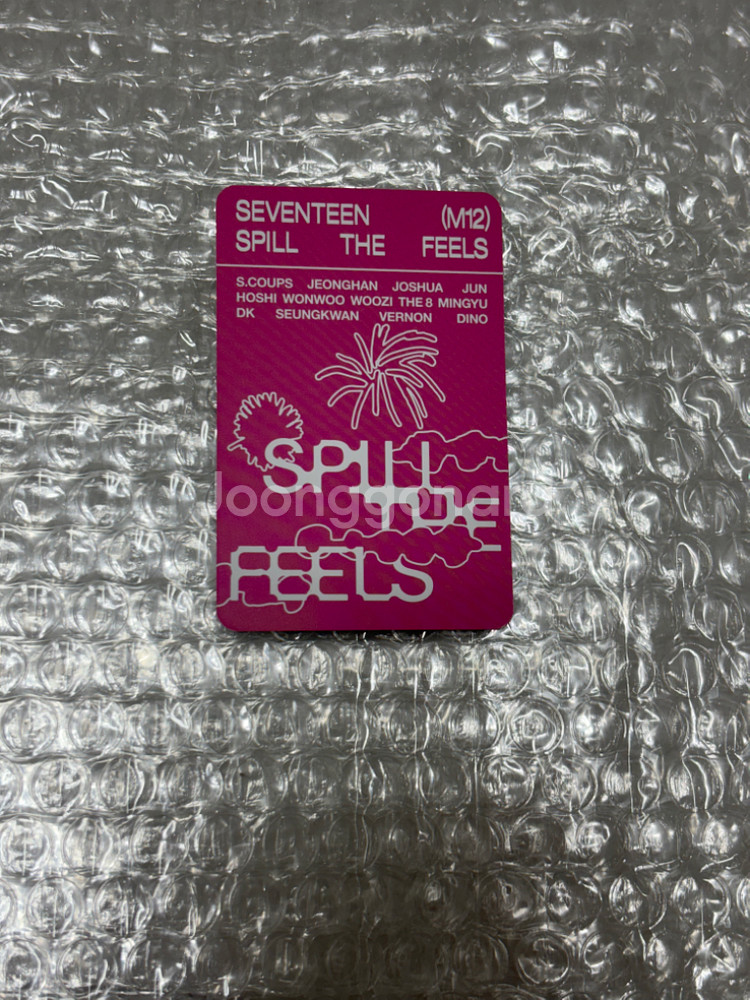 SEVENTEEN (M12)
SPILL THE FEELS
S.COUPS JEONGHAN JOSHUA JUN
HOSHI WONWOO WOOZI THE 8 MINGYU
DK SEUNGKWAN VERNON DINO
SPILL
THE
FEELS
Joonggonara